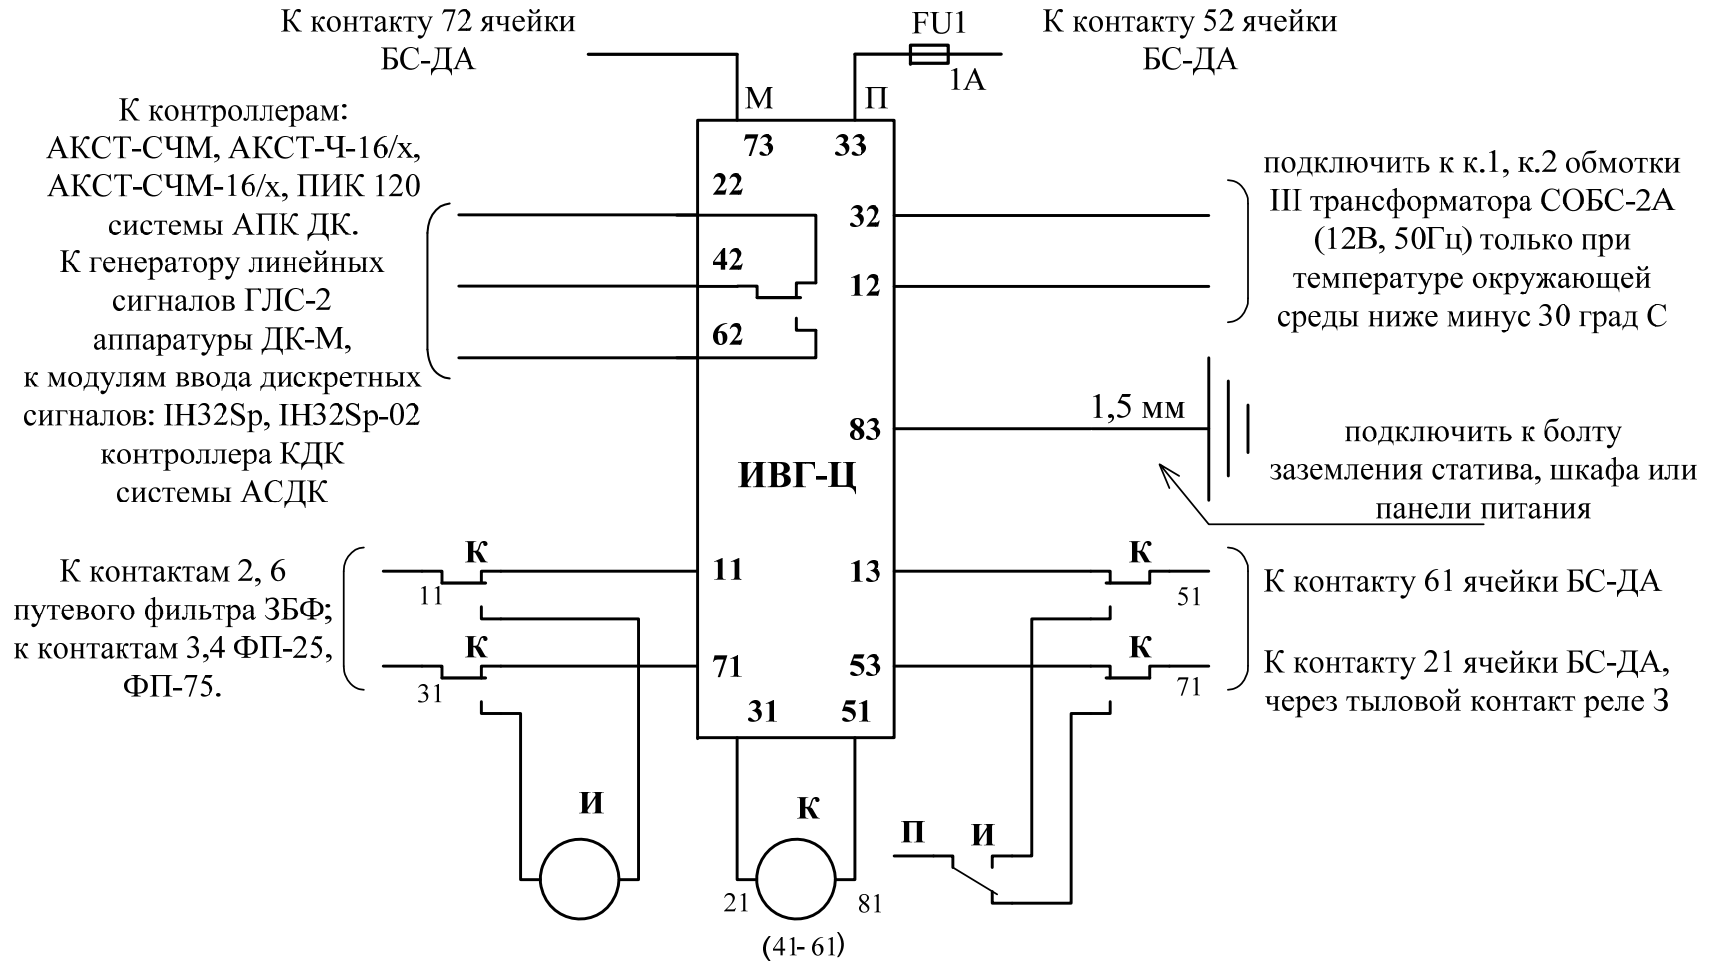 К контакту 72 ячейки
БС-ДА
FU1
1А
К контакту 52 ячейки
БС-ДА
М
П
К контроллерам:
АКСТ-СЧМ, АКСТ-Ч-16/х,
АКСТ-СЧМ-16/х, ПИК 120
системы АПК ДК.
К генератору линейных
сигналов ГЛС-2
аппаратуры ДК-М,
к модулям ввода дискретных
сигналов: IH32Sp, IH32Sp-02
контроллера КДК
системы АСДК
73
33
22
32
42
12
62
83
ИВГ-Ц
11
13
71
53
31
51
подключить к к.1, к.2 обмотки
III трансформатора СОБС-2А
(12В, 50Гц) только при
температуре окружающей
среды ниже минус 30 град С
1,5 мм
подключить к болту
заземления статива, шкафа или
панели питания
К контактам 2, 6
путевого фильтра ЗБФ;
к контактам 3,4 ФП-25,
ФП-75.
К
11
К
31
К
51
К
71
К контакту 61 ячейки БС-ДА
К контакту 21 ячейки БС-ДА,
через тыловой контакт реле З
И
К
21
81
(41- 61)
П
И